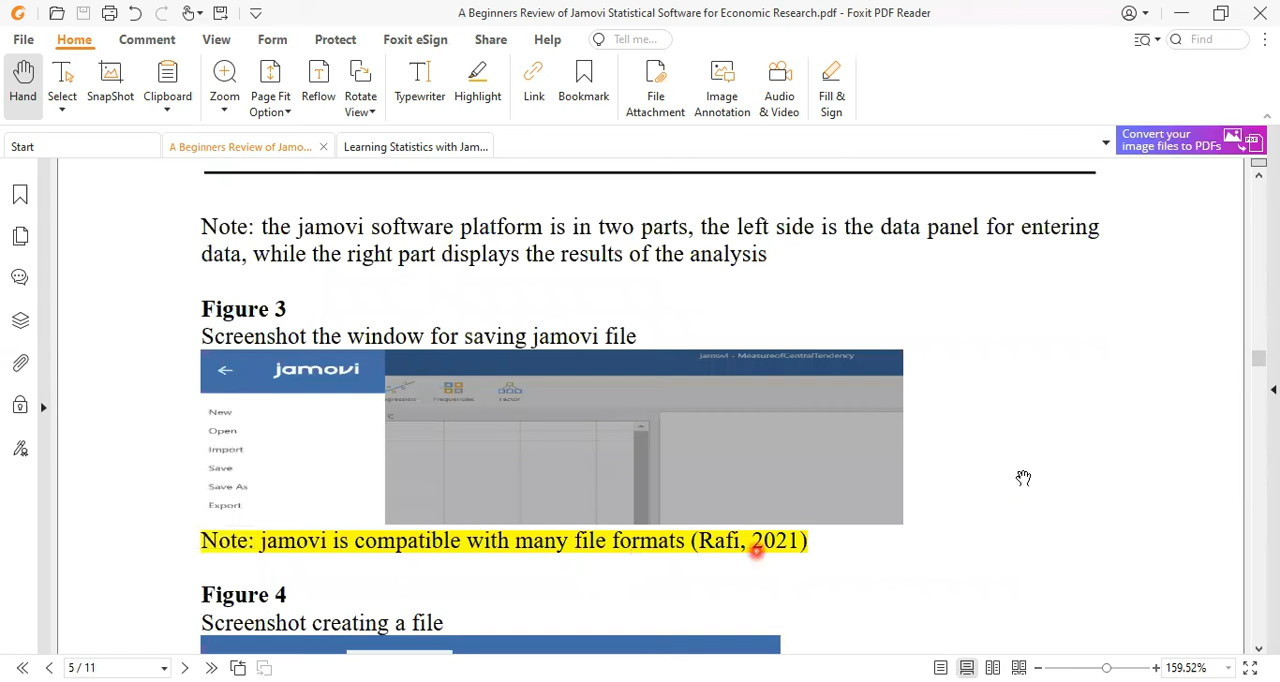 A Beginners Review of Jamovi Statistical Software for Economic Research.pdf - Foxit PDF Reader
File Home Comment View Form Protect Foxit eSign Share Help Tell me... Find
Hand Select SnapShot Clipboard Zoom Page Fit Option Reflow Rotate View Typewriter Highlight Link Bookmark File Attachment Image Annotation Audio & Video Fill & Sign
Start A Beginners Review of Jamo... Learning Statistics with Jam...
Convert your
image files to PDFs
Note: the jamovi software platform is in two parts, the left side is the data panel for entering
data, while the right part displays the results of the analysis
Figure 3
Screenshot the window for saving jamovi file
jamovi
jamovi - MeasureofCentralTendency
Regression Frequencies Factor
New
Open
Import
Save
Save As
Export
Note: jamovi is compatible with many file formats (Rafi, 2021)
Figure 4
Screenshot creating a file
5 / 11
159.52%